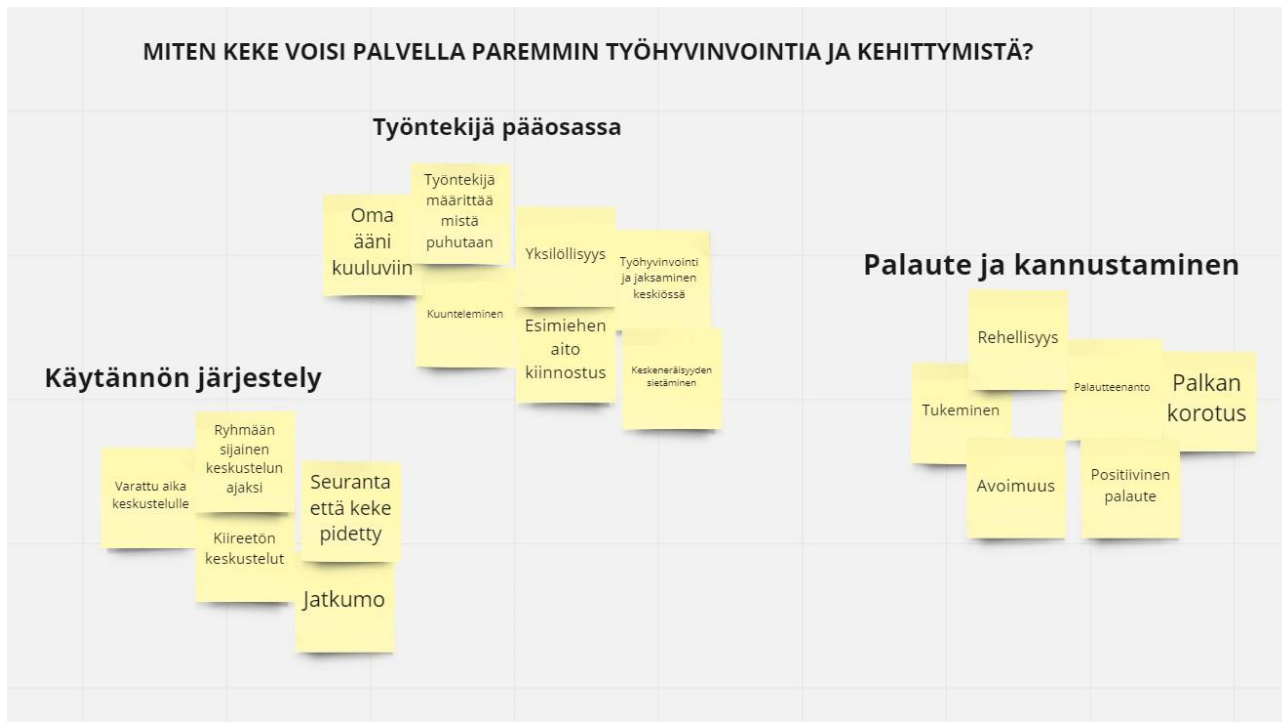 MITEN KEKE VOISI PALVELLA PAREMMIN TYÖHYVINVOINTIA JA KEHITTYMISTÄ?
Työntekijä pääosassa
Oma
ääni
kuuluviin
Työntekijä
määrittää
mistä
puhutaan
Kuunteleminen
Yksilöllisyys
Esimiehen
aito
kiinnostus
Työhyvinvointi
ja jaksaminen
keskiössä
Keskeneräisyyden
sietäminen
Käytännön järjestely
Varattu aika
keskustelulle
Ryhmään
sijainen
keskustelun
ajaksi
Kiireetön
keskustelut
Seuranta
että keke
pidetty
Jatkumo
Palaute ja kannustaminen
Rehellisyys
Tukeminen
Palautteenanto
Palkan
korotus
Avoimuus
Positiivinen
palaute